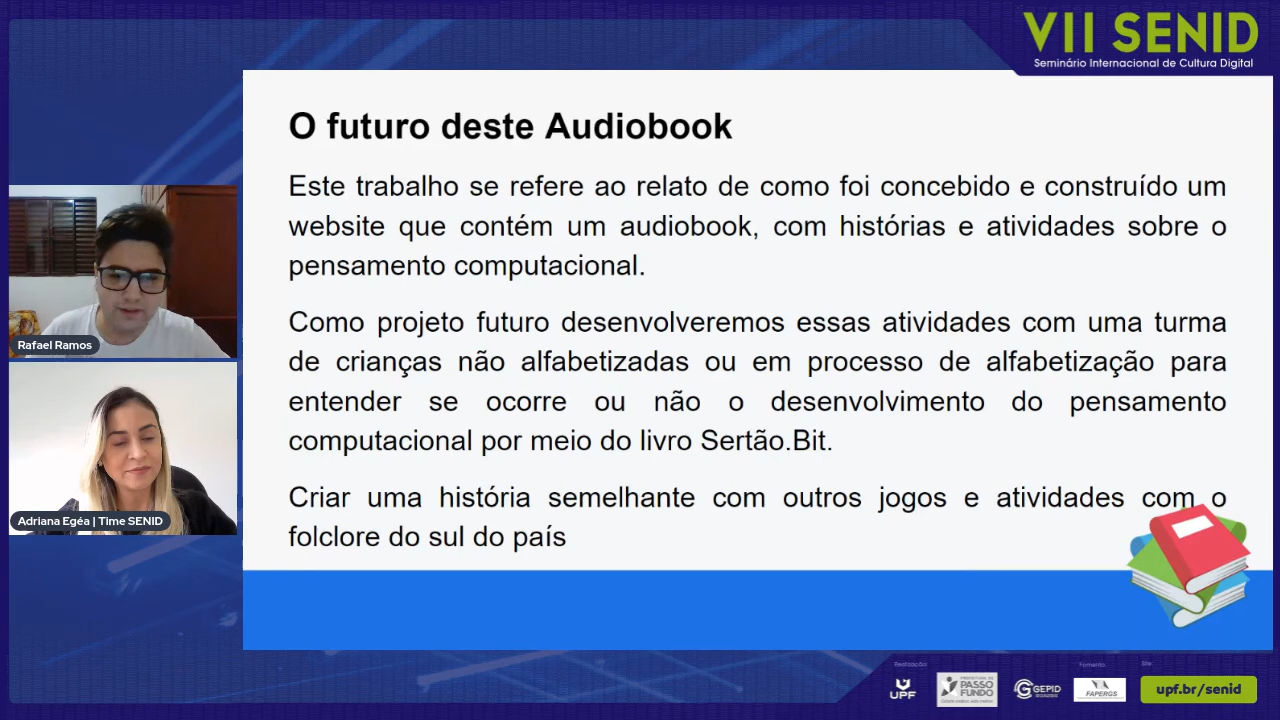 VII SENID
Seminário Internacional de Cultura Digital
O futuro deste Audiobook
Este trabalho se refere ao relato de como foi concebido e construído um
website que contém um audiobook, com histórias e atividades sobre o
pensamento computacional.
Como projeto futuro desenvolveremos essas atividades com uma turma
de crianças não alfabetizadas ou em processo de alfabetização para
entender se ocorre ou não o desenvolvimento do pensamento
computacional por meio do livro Sertão.Bit.
Criar uma história semelhante com outros jogos e atividades com o
folclore do sul do país
Rafael Ramos
Adriana Egéa | Time SENID
Realização:
UPF
PREFEITURA DE
PASSO
FUNDO
GEPID
Fomento:
FAPERGS
Site:
upf.br/senid